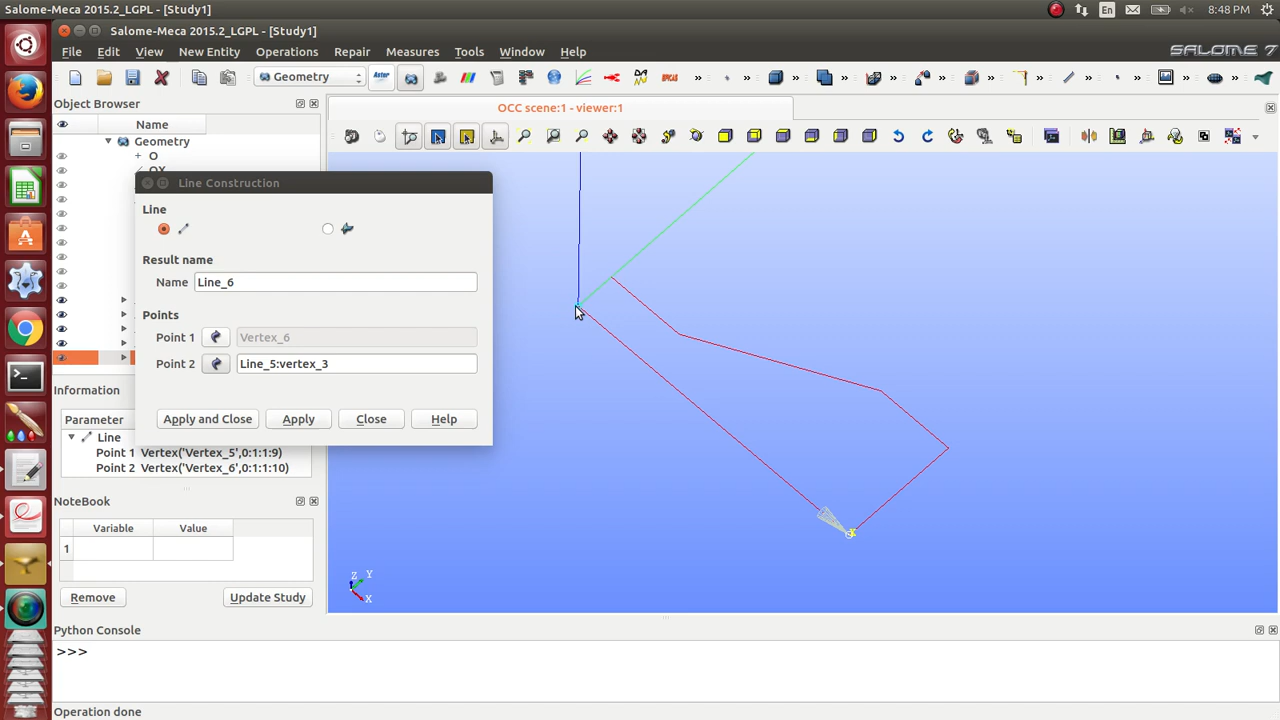 Salome-Meca 2015.2_LGPL - [Study1]
En
8:48 PM
Salome-Meca 2015.2_LGPL - [Study1]
File Edit View New Entity Operations Repair Measures Tools Window Help
SALOME 7
Aster
Geometry
EFICAS
Object Browser
OCC scene:1 - viewer:1
Name
Geometry
O
OX
Line Construction
Line
Result name
Name Line_6
Points
Point 1 Vertex_6
Point 2 Line_5:vertex_3
Apply and Close Apply Close Help
Information
Parameter
Line
Point 1 Vertex('Vertex_5',0:1:1:9)
Point 2 Vertex('Vertex_6',0:1:1:10)
NoteBook
Variable Value
1
Remove Update Study
Z Y
X
Python Console
>>>
Operation done